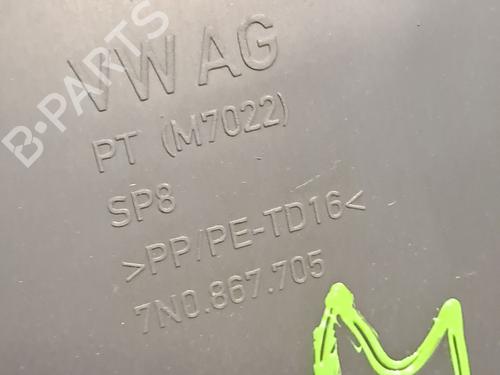 B-PARTS
VW AG
PT (M7022)
SP8
>PP/PE-TD16<
7N0.867.705
M